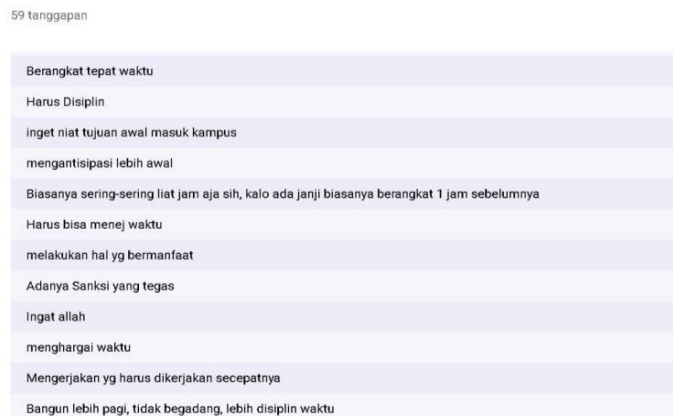 59 tanggapan
Berangkat tepat waktu
Harus Disiplin
inget niat tujuan awal masuk kampus
mengantisipasi lebih awal
Biasanya sering-sering liat jam aja sih, kalo ada janji biasanya berangkat 1 jam sebelumnya
Harus bisa menej waktu
melakukan hal yg bermanfaat
Adanya Sanksi yang tegas
Ingat allah
menghargai waktu
Mengerjakan yg harus dikerjakan secepatnya
Bangun lebih pagi, tidak begadang, lebih disiplin waktu